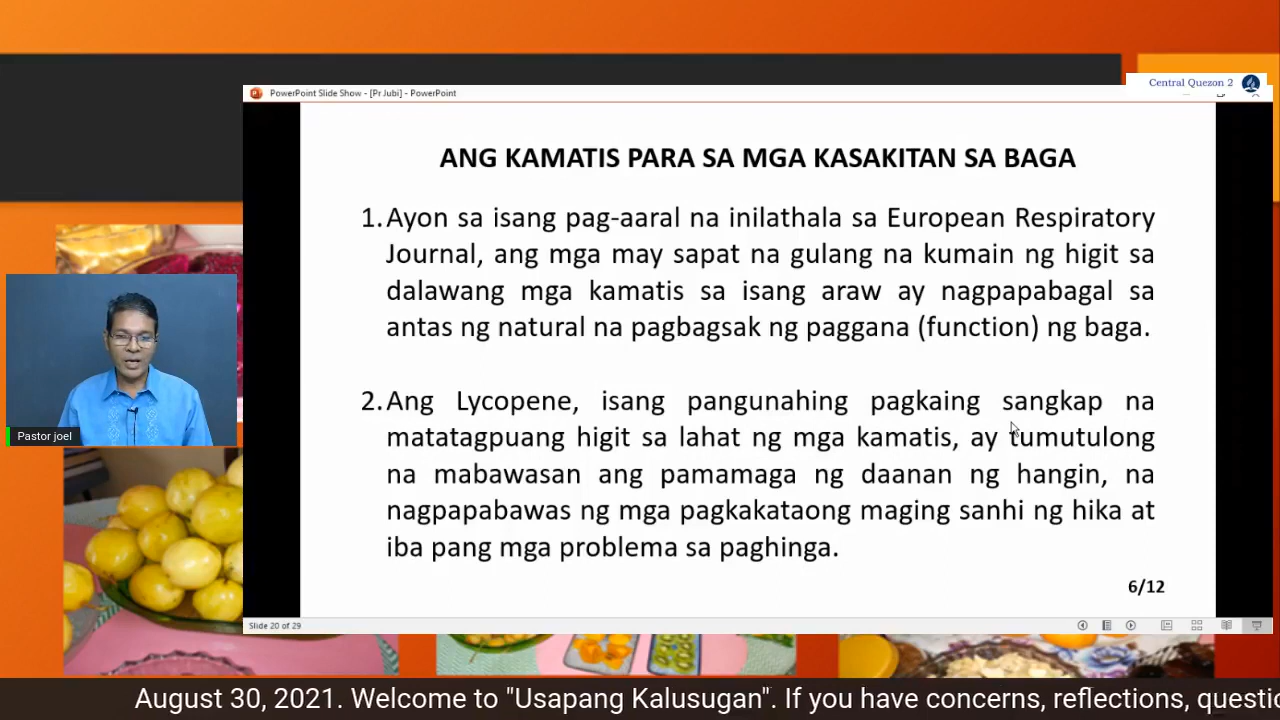 Central Quezon 2
PowerPoint Slide Show - [Pr Jubi] - PowerPoint
ANG KAMATIS PARA SA MGA KASAKITAN SA BAGA
1. Ayon sa isang pag-aaral na inilathala sa European Respiratory
Journal, ang mga may sapat na gulang na kumain ng higit sa
dalawang mga kamatis sa isang araw ay nagpapabagal sa
antas ng natural na pagbagsak ng paggana (function) ng baga.
2. Ang Lycopene, isang pangunahing pagkaing sangkap na
matatagpuang higit sa lahat ng mga kamatis, ay tumutulong
na mabawasan ang pamamaga ng daanan ng hangin, na
nagpapabawas ng mga pagkakataong maging sanhi ng hika at
iba pang mga problema sa paghinga.
6/12
Pastor joel
Slide 20 of 29
August 30, 2021. Welcome to "Usapang Kalusugan". If you have concerns, reflections, questio